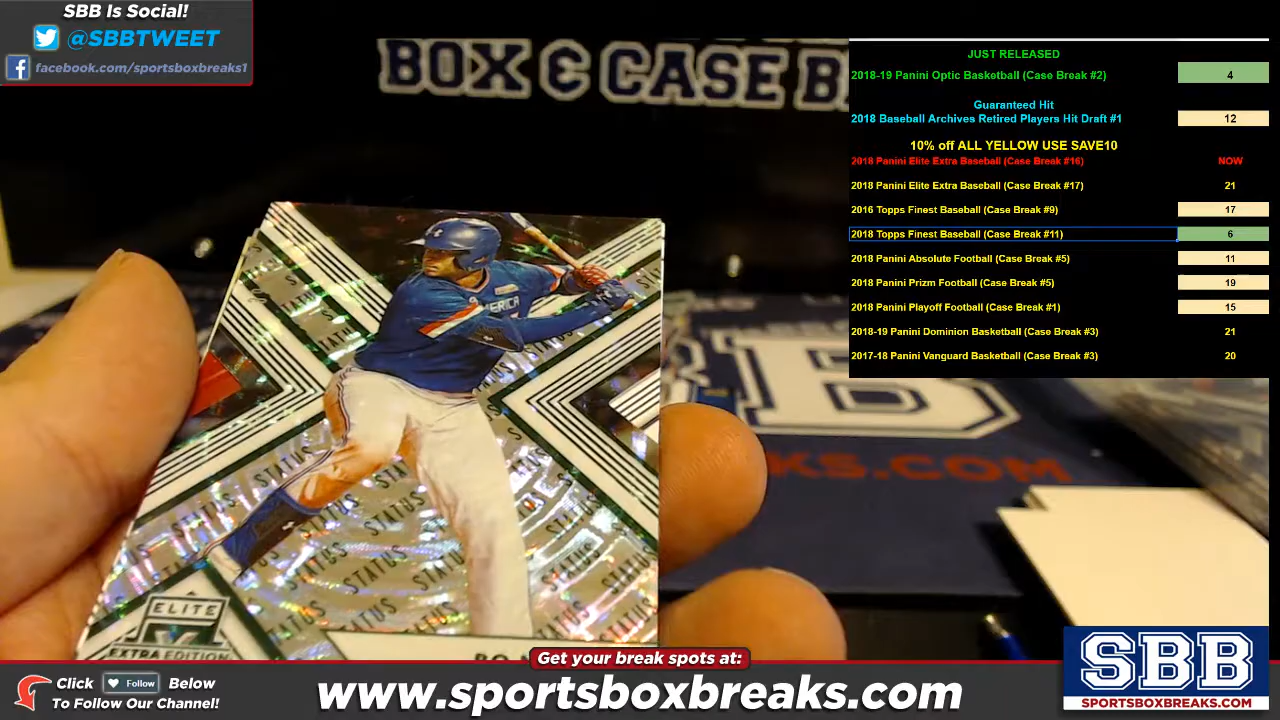 SBB Is Social!
@SBBTWEET
facebook.com/sportsboxbreaks1
BOX & CASE B
JUST RELEASED
2018-19 Panini Optic Basketball (Case Break #2) 4
Guaranteed Hit
2018 Baseball Archives Retired Players Hit Draft #1 12
10% off ALL YELLOW USE SAVE10
2018 Panini Elite Extra Baseball (Case Break #16) NOW
2018 Panini Elite Extra Baseball (Case Break #17) 21
2016 Topps Finest Baseball (Case Break #9) 17
2018 Topps Finest Baseball (Case Break #11) 6
2018 Panini Absolute Football (Case Break #5) 11
2018 Panini Prizm Football (Case Break #5) 19
2018 Panini Playoff Football (Case Break #1) 15
2018-19 Panini Dominion Basketball (Case Break #3) 21
2017-18 Panini Vanguard Basketball (Case Break #3) 20
B
KS.COM
STATUS
STATUS
STATUS
STATUS
STATUS
STATUS
ELITE
EXTRA EDITION
Get your break spots at:
Click Follow Below
To Follow Our Channel!
www.sportsboxbreaks.com
SBB
SPORTSBOXBREAKS.COM